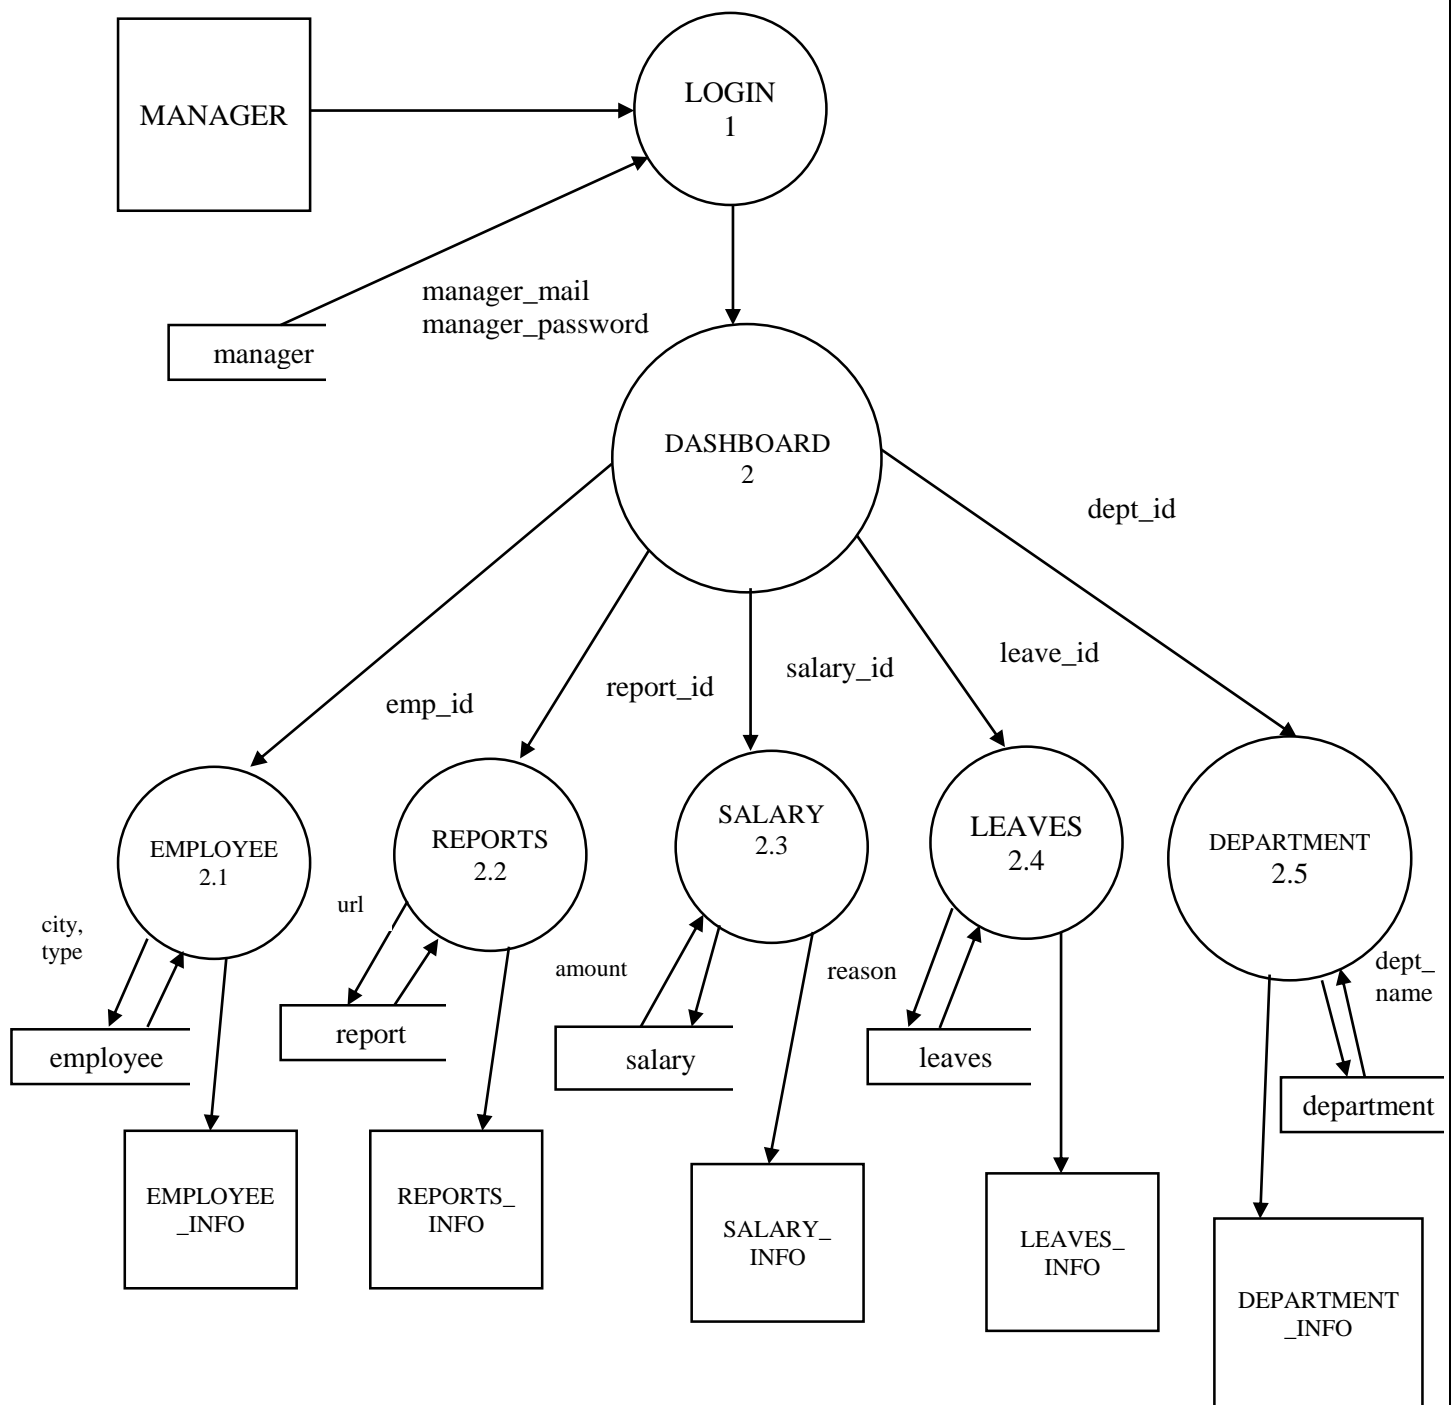 MANAGER
LOGIN
1
manager_mail
manager_password
manager
DASHBOARD
2
dept_id
emp_id
report_id
salary_id
leave_id
EMPLOYEE
2.1
REPORTS
2.2
SALARY
2.3
LEAVES
2.4
DEPARTMENT
2.5
city,
type
url
amount
reason
dept_
name
employee
report
salary
leaves
department
EMPLOYEE
_INFO
REPORTS_
INFO
SALARY_
INFO
LEAVES_
INFO
DEPARTMENT
_INFO